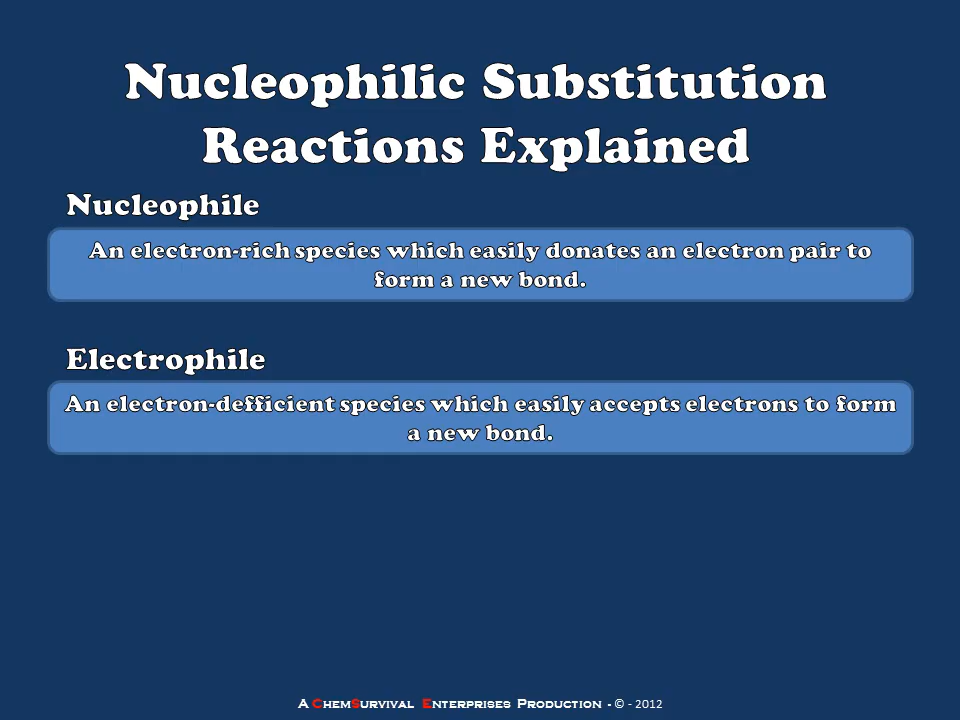 Nucleophilic Substitution
Reactions Explained
Nucleophile
An electron-rich species which easily donates an electron pair to
form a new bond.
Electrophile
An electron-defficient species which easily accepts electrons to form
a new bond.
A ChemSurvival Enterprises Production - © - 2012